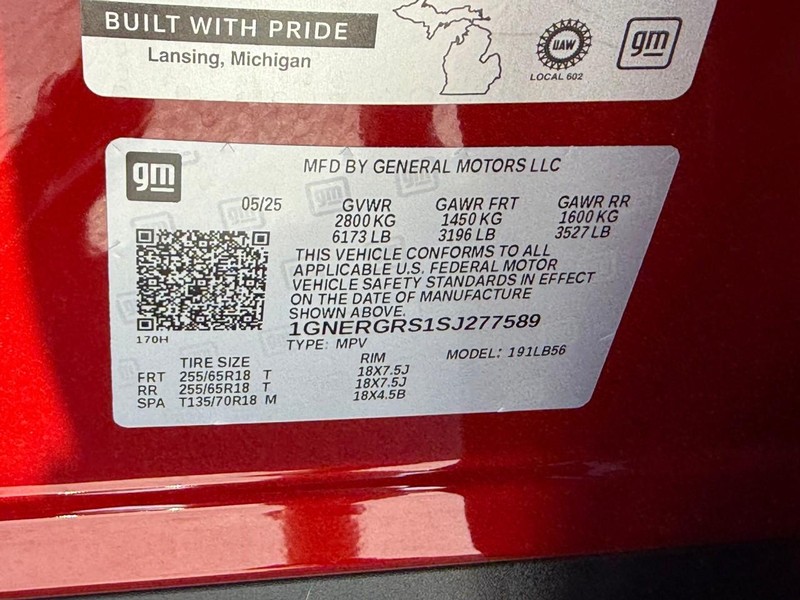 BUILT WITH PRIDE
Lansing, Michigan
UAW
LOCAL 602
gm
gm
MFD BY GENERAL MOTORS LLC
05/25 GVWR GAWR FRT GAWR RR
2800 KG 1450 KG 1600 KG
6173 LB 3196 LB 3527 LB
THIS VEHICLE CONFORMS TO ALL
APPLICABLE U.S. FEDERAL MOTOR
VEHICLE SAFETY STANDARDS IN EFFECT
ON THE DATE OF MANUFACTURE
SHOWN ABOVE.
1GNERGRS1SJ277589
170H
TYPE: MPV MODEL: 191LB56
TIRE SIZE RIM
FRT 255/65R18 T 18X7.5J
RR 255/65R18 T 18X7.5J
SPA T135/70R18 M 18X4.5B